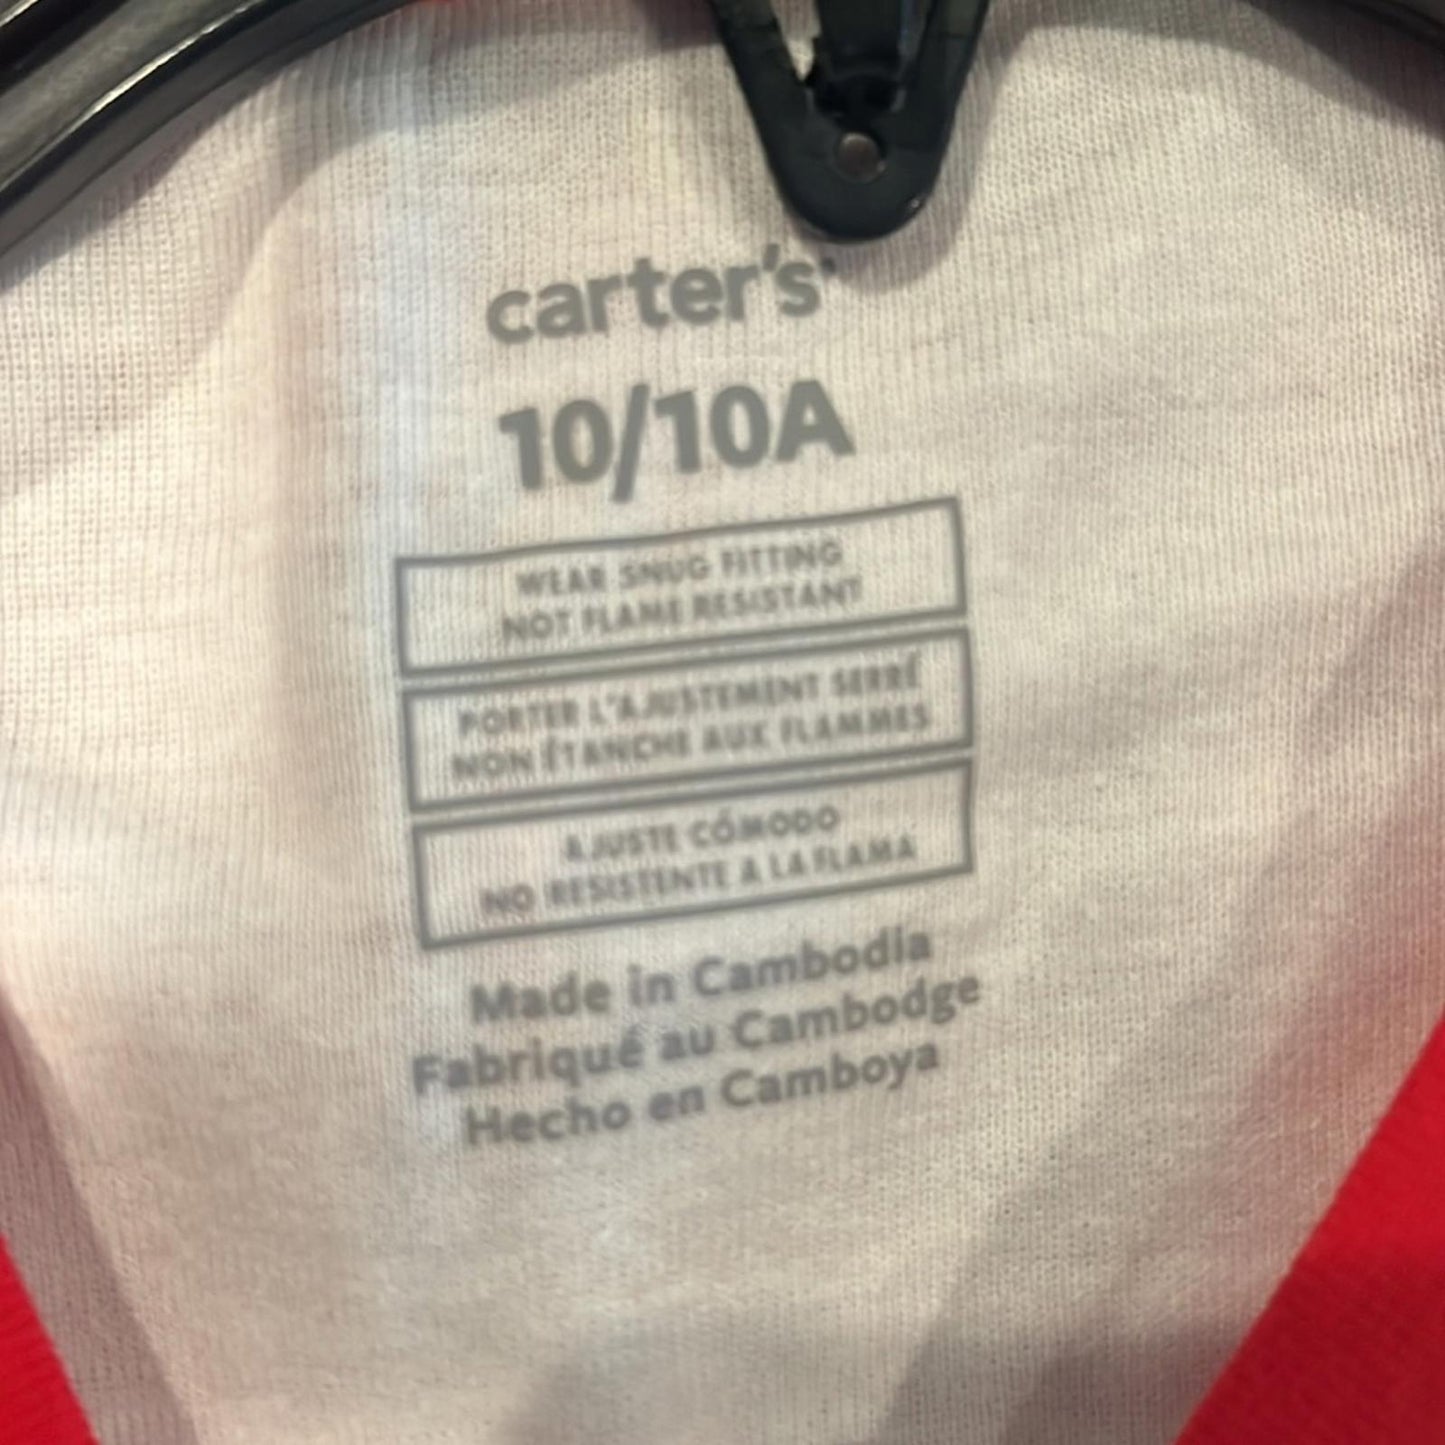 carter's
10/10A
WEAR SNUG FITTING
NOT FLAME RESISTANT
PORTER L'AJUSTEMENT SERRÉ
NON ÉTANCHE AUX FLAMMES
AJUSTE CÓMODO
NO RESISTENTE A LA FLAMA
Made in Cambodia
Fabriqué au Cambodge
Hecho en Camboya